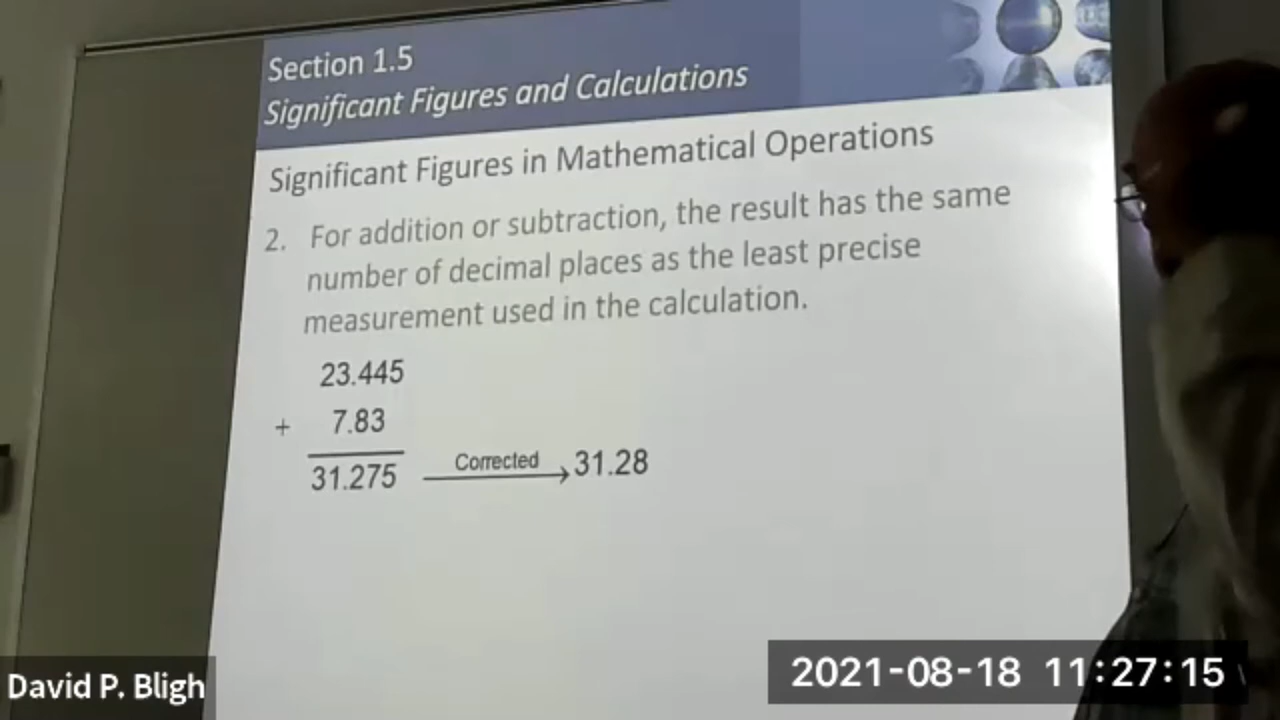 Section 1.5
Significant Figures and Calculations
Significant Figures in Mathematical Operations
2. For addition or subtraction, the result has the same
number of decimal places as the least precise
measurement used in the calculation.
23.445
+ 7.83
31.275 Corrected 31.28
David P. Bligh
2021-08-18 11:27:15